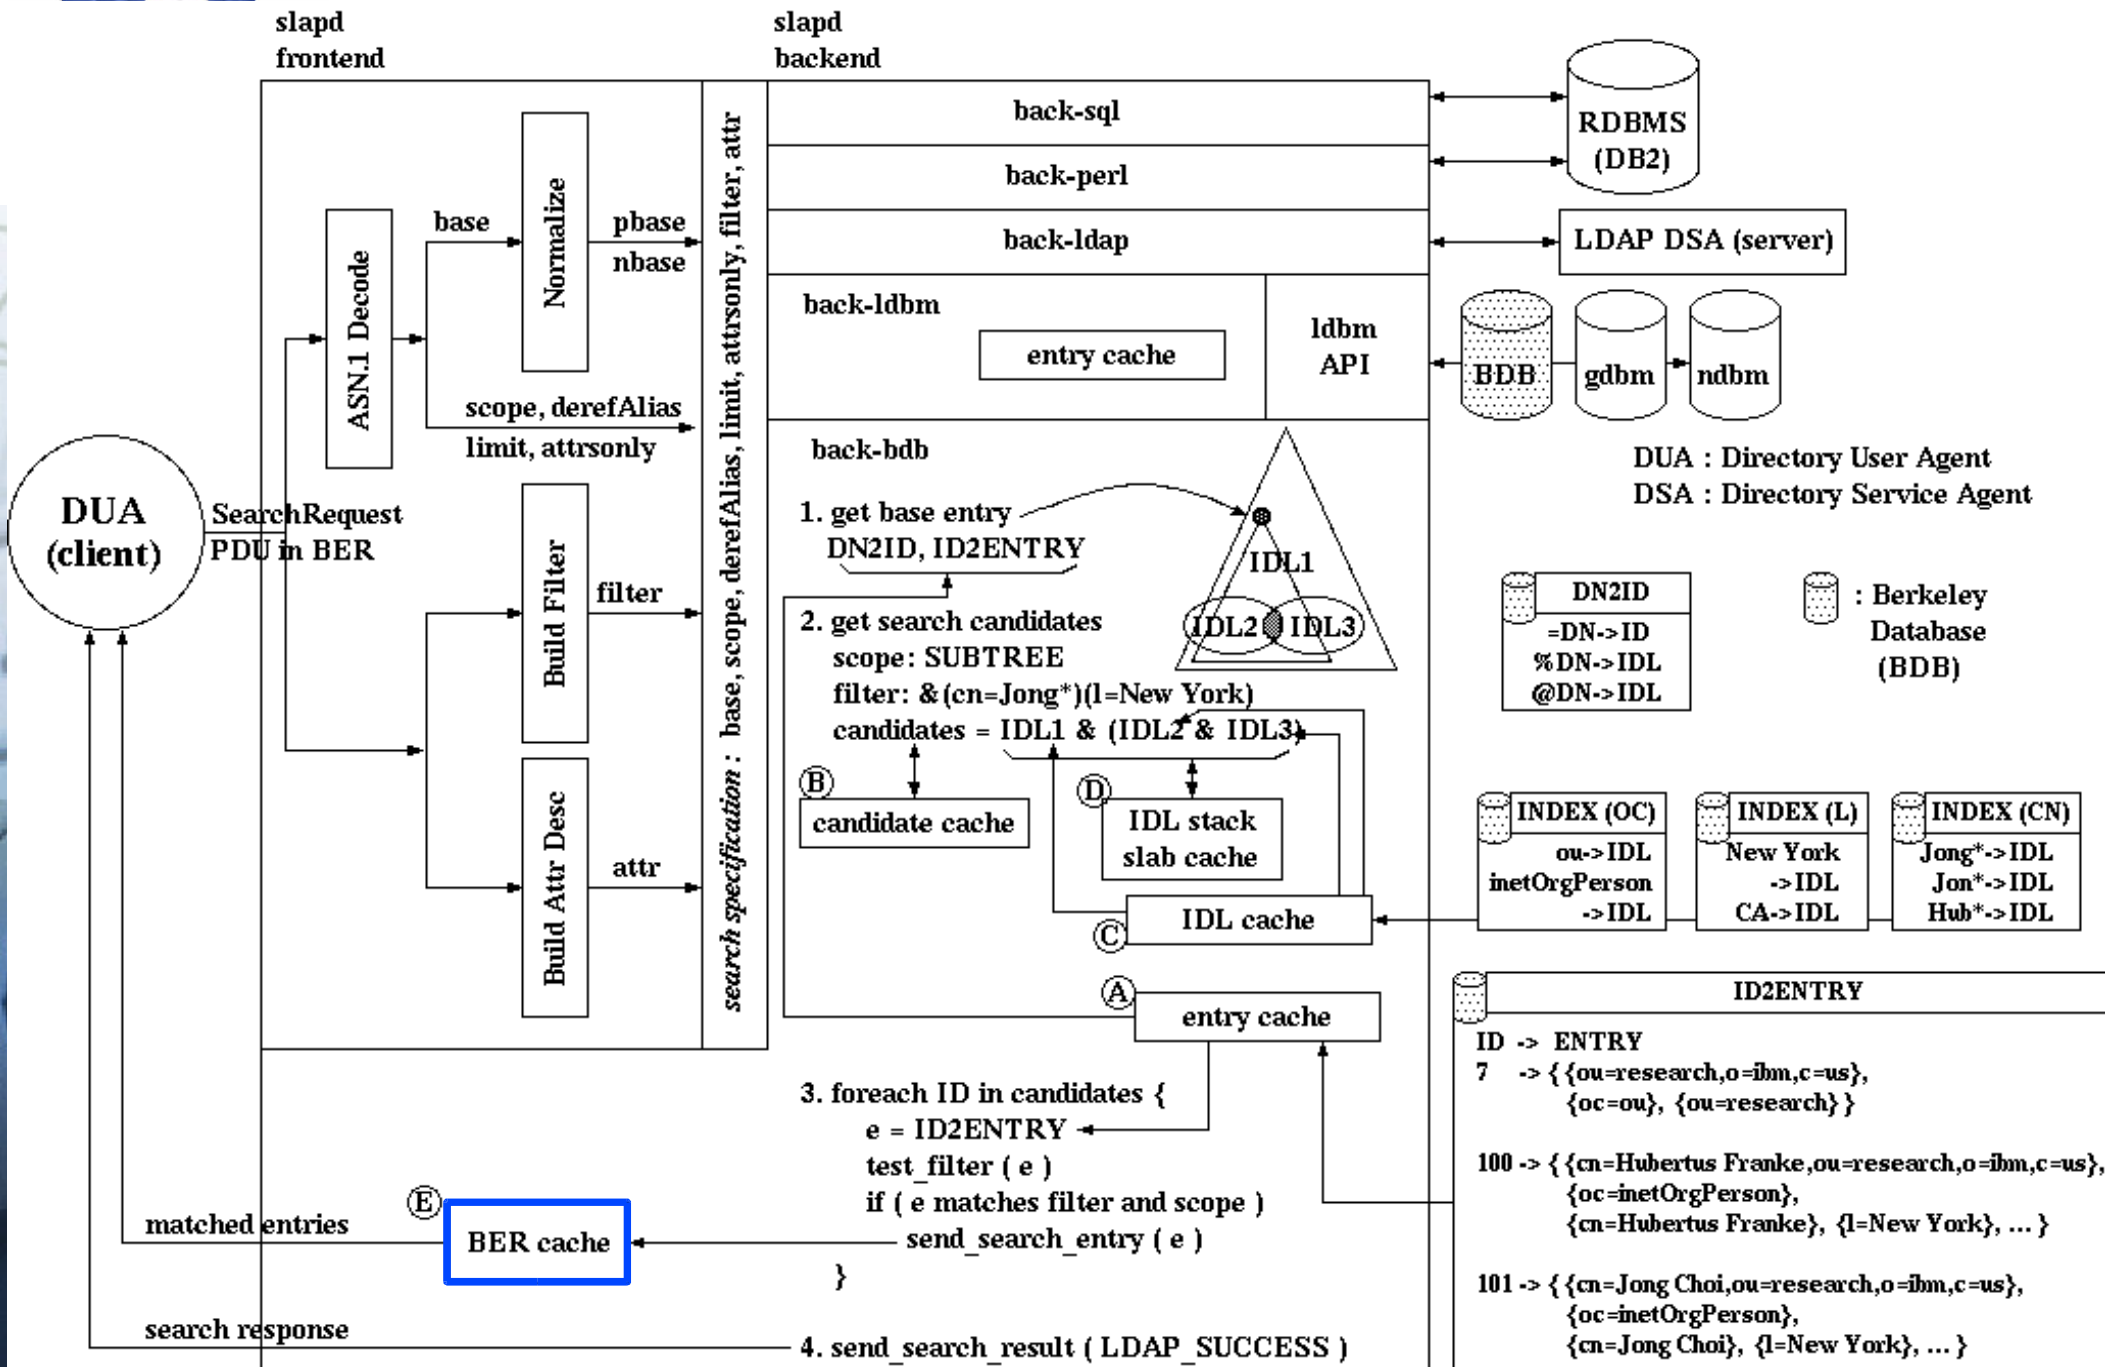 slapd
frontend
slapd
backend
back-sql
back-perl
back-ldap
RDBMS
(DB2)
LDAP DSA (server)
back-ldbm
entry cache
ldbm
API
BDB
gdbm
ndbm
DUA : Directory User Agent
DSA : Directory Service Agent
ASN.1 Decode
base
Normalize
pbase
nbase
scope, derefAlias
limit, attrsonly
DUA
(client)
SearchRequest
PDU in BER
Build Filter
filter
Build Attr Desc
attr
search specification : base, scope, derefAlias, limit, attrsonly, filter, attr
back-bdb
1. get base entry
DN2ID, ID2ENTRY
IDL1
IDL2
IDL3
2. get search candidates
scope: SUBTREE
filter: &(cn=Jong*)(l=New York)
candidates = IDL1 & (IDL2 & IDL3)
B
candidate cache
D
IDL stack
slab cache
C
IDL cache
A
entry cache
DN2ID
=DN->ID
%DN->IDL
@DN->IDL
: Berkeley
Database
(BDB)
INDEX (OC)
ou->IDL
inetOrgPerson
->IDL
INDEX (L)
New York
->IDL
CA->IDL
INDEX (CN)
Jong*->IDL
Jon*->IDL
Hub*->IDL
ID2ENTRY
ID -> ENTRY
7 -> { {ou=research,o=ibm,c=us},
{oc=ou}, {ou=research} }
100 -> { {cn=Hubertus Franke,ou=research,o=ibm,c=us},
{oc=inetOrgPerson},
{cn=Hubertus Franke}, {l=New York}, ... }
101 -> { {cn=Jong Choi,ou=research,o=ibm,c=us},
{oc=inetOrgPerson},
{cn=Jong Choi}, {l=New York}, ... }
3. foreach ID in candidates {
e = ID2ENTRY
test_filter ( e )
if ( e matches filter and scope )
send_search_entry ( e )
}
E
BER cache
matched entries
search response
4. send_search_result ( LDAP_SUCCESS )